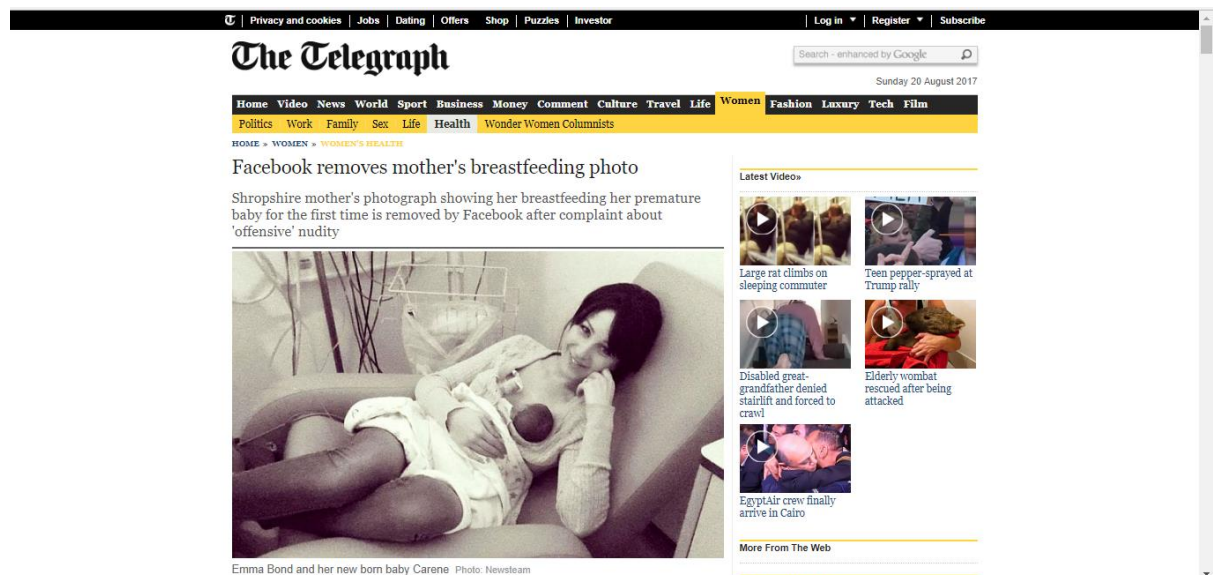 Privacy and cookies | Jobs | Dating | Offers Shop | Puzzles | Investor | Log in ▼ | Register ▼ | Subscribe
The Telegraph
Search - enhanced by Google
Sunday 20 August 2017
Home Video News World Sport Business Money Comment Culture Travel Life Women Fashion Luxury Tech Film
Politics Work Family Sex Life Health Wonder Women Columnists
HOME » WOMEN » WOMEN'S HEALTH
Facebook removes mother's breastfeeding photo
Shropshire mother's photograph showing her breastfeeding her premature
baby for the first time is removed by Facebook after complaint about
'offensive' nudity
Emma Bond and her new born baby Carene Photo: Newsteam
Latest Video»
Large rat climbs on
sleeping commuter
Teen pepper-sprayed at
Trump rally
Disabled great-
grandfather denied
stairlift and forced to
crawl
Elderly wombat
rescued after being
attacked
EgyptAir crew finally
arrive in Cairo
More From The Web